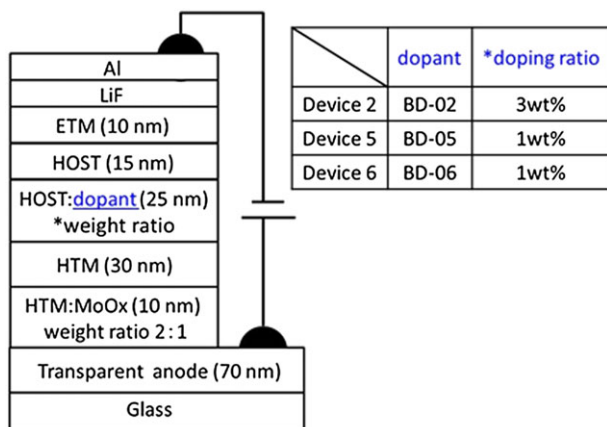 Al
LiF
ETM (10 nm)
HOST (15 nm)
HOST:dopant (25 nm)
*weight ratio
HTM (30 nm)
HTM:MoOx (10 nm)
weight ratio 2:1
Transparent anode (70 nm)
Glass
dopant *doping ratio
Device 2 BD-02 3wt%
Device 5 BD-05 1wt%
Device 6 BD-06 1wt%